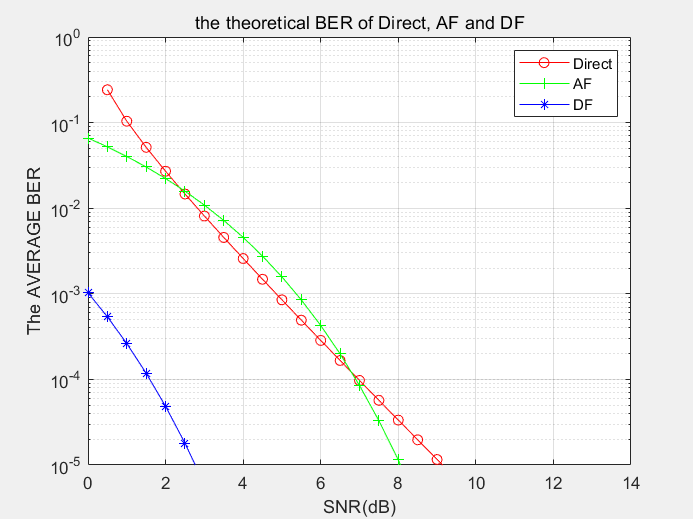 the theoretical BER of Direct, AF and DF
10^0
10^-1
10^-2
10^-3
10^-4
10^-5
The AVERAGE BER
Direct
AF
DF
0 2 4 6 8 10 12 14
SNR(dB)